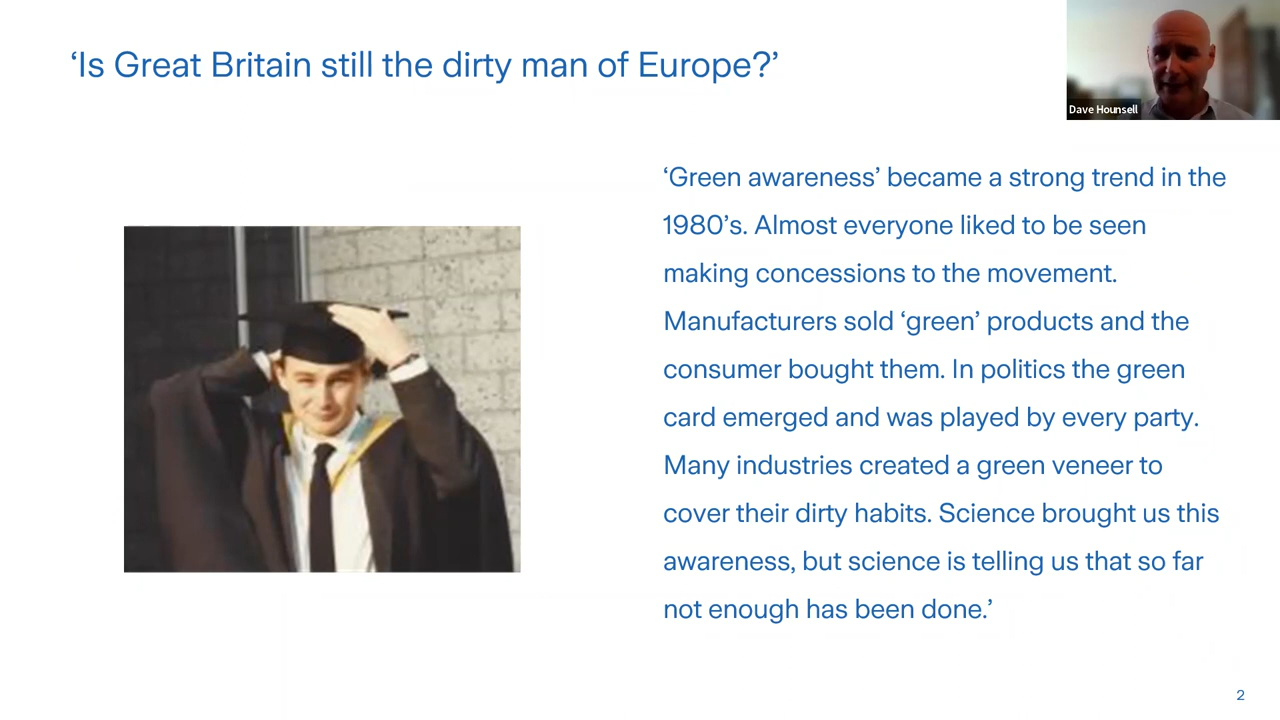 ‘Is Great Britain still the dirty man of Europe?’
Dave Hounsell
‘Green awareness’ became a strong trend in the
1980’s. Almost everyone liked to be seen
making concessions to the movement.
Manufacturers sold ‘green’ products and the
consumer bought them. In politics the green
card emerged and was played by every party.
Many industries created a green veneer to
cover their dirty habits. Science brought us this
awareness, but science is telling us that so far
not enough has been done.’
2